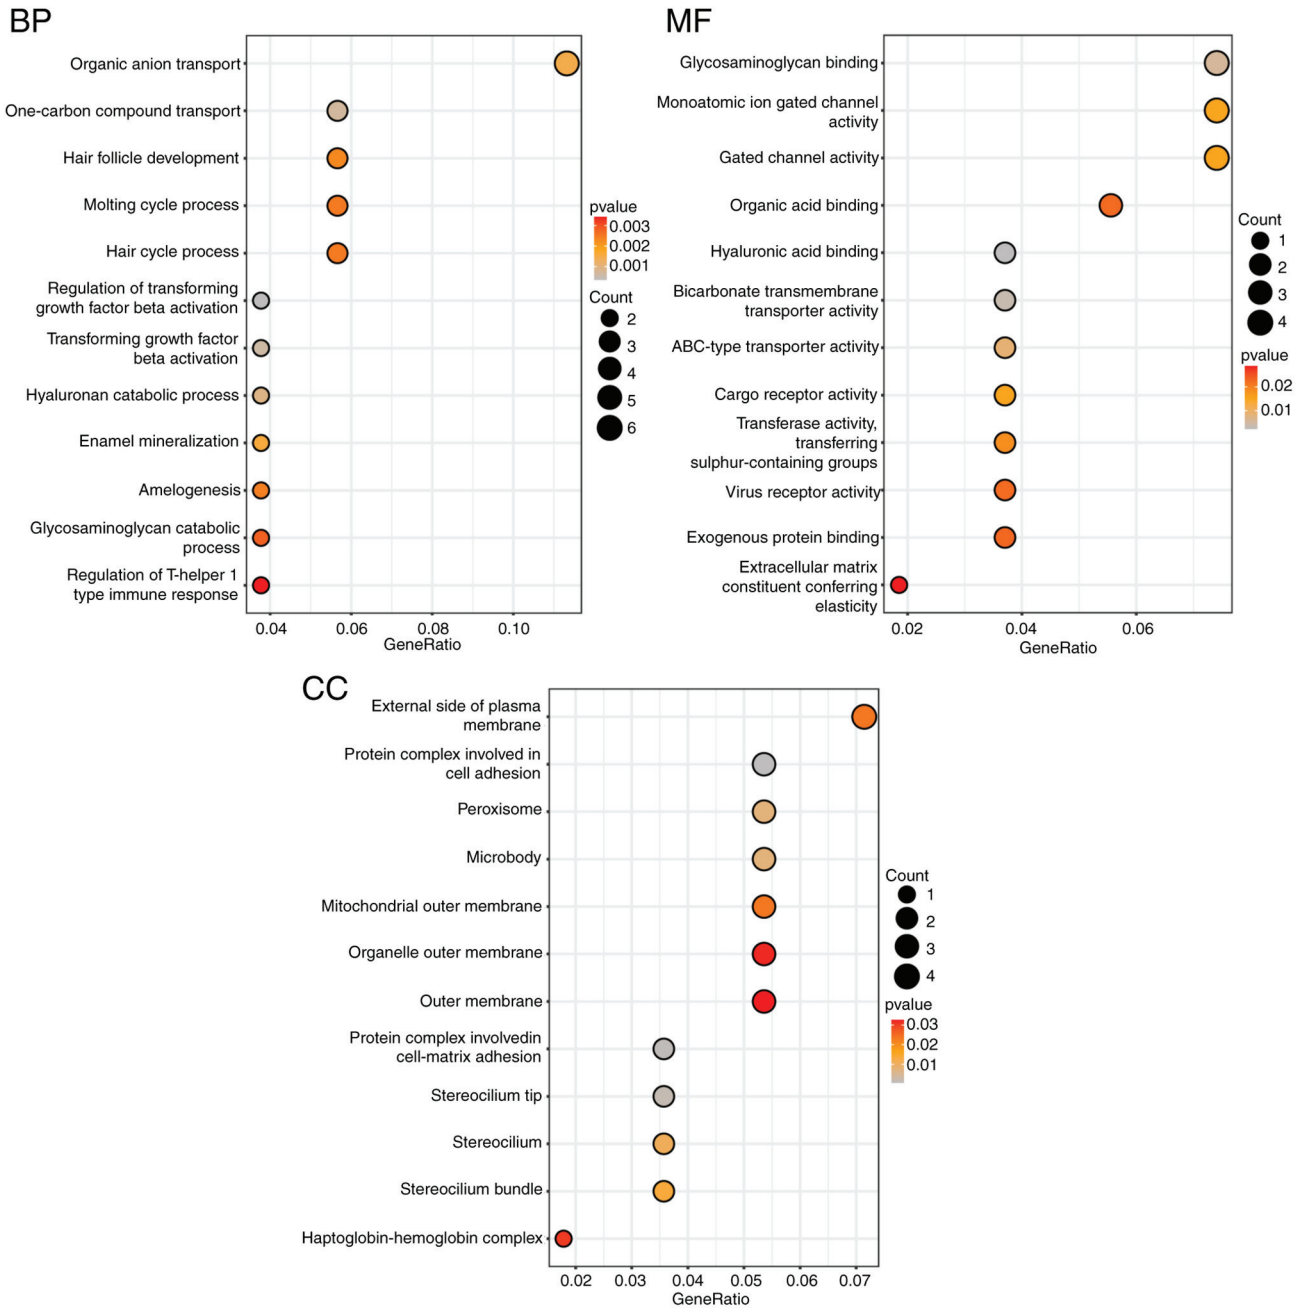 BP
Organic anion transport
One-carbon compound transport
Hair follicle development
Molting cycle process
Hair cycle process
Regulation of transforming
growth factor beta activation
Transforming growth factor
beta activation
Hyaluronan catabolic process
Enamel mineralization
Amelogenesis
Glycosaminoglycan catabolic
process
Regulation of T-helper 1
type immune response
0.04 0.06 0.08 0.10
GeneRatio
pvalue
0.003
0.002
0.001
Count
2
3
4
5
6
MF
Glycosaminoglycan binding
Monoatomic ion gated channel
activity
Gated channel activity
Organic acid binding
Hyaluronic acid binding
Bicarbonate transmembrane
transporter activity
ABC-type transporter activity
Cargo receptor activity
Transferase activity,
transferring
sulphur-containing groups
Virus receptor activity
Exogenous protein binding
Extracellular matrix
constituent conferring
elasticity
0.02 0.04 0.06
GeneRatio
Count
1
2
3
4
pvalue
0.02
0.01
CC
External side of plasma
membrane
Protein complex involved in
cell adhesion
Peroxisome
Microbody
Mitochondrial outer membrane
Organelle outer membrane
Outer membrane
Protein complex involvedin
cell-matrix adhesion
Stereocilium tip
Stereocilium
Stereocilium bundle
Haptoglobin-hemoglobin complex
0.02 0.03 0.04 0.05 0.06 0.07
GeneRatio
Count
1
2
3
4
pvalue
0.03
0.02
0.01